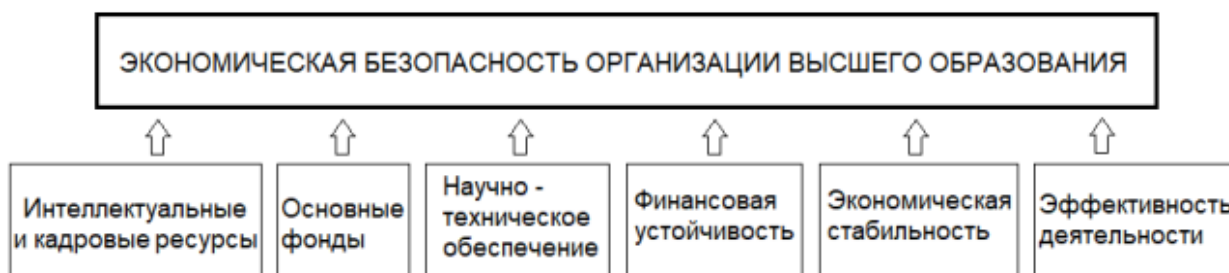 ЭКОНОМИЧЕСКАЯ БЕЗОПАСНОСТЬ ОРГАНИЗАЦИИ ВЫСШЕГО ОБРАЗОВАНИЯ
Интеллектуальные
и кадровые ресурсы
Основные
фонды
Научно -
техническое
обеспечение
Финансовая
устойчивость
Экономическая
стабильность
Эффективность
деятельности